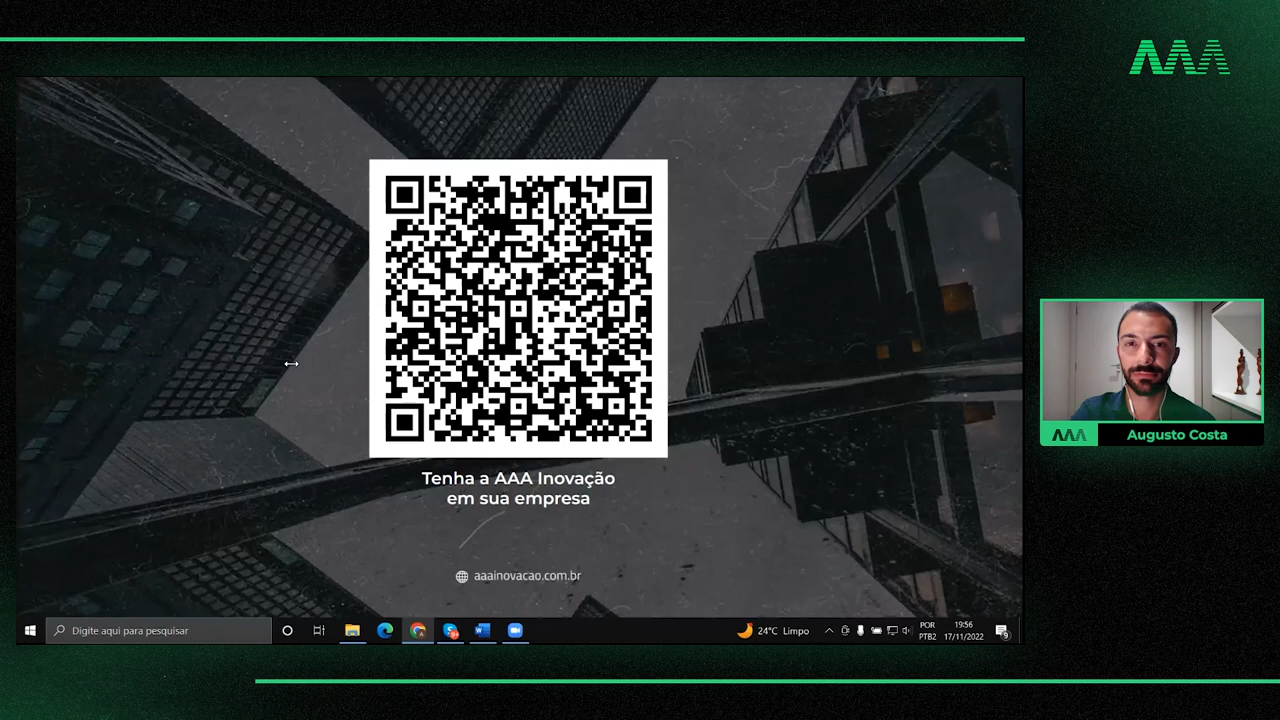 AAA
Tenha a AAA Inovação
em sua empresa
aaainovacao.com.br
AAA
Augusto Costa
Digite aqui para pesquisar
24°C Limpo
POR
PTB2
19:56
17/11/2022
9